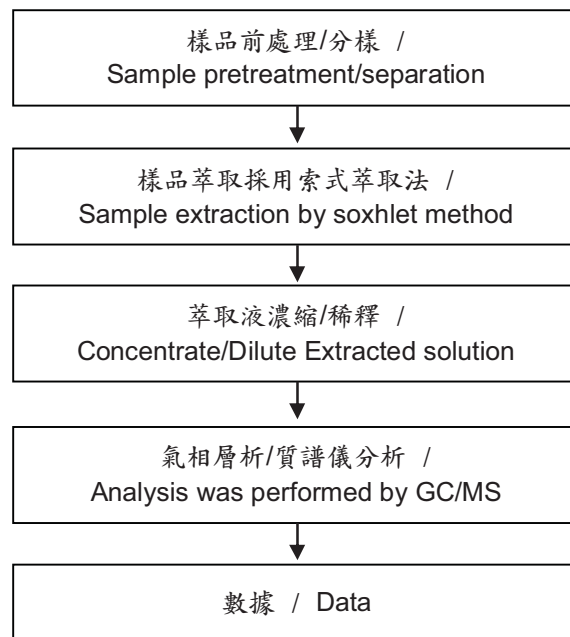 樣品前處理/分樣 /
Sample pretreatment/separation
樣品萃取採用索式萃取法 /
Sample extraction by soxhlet method
萃取液濃縮/稀釋 /
Concentrate/Dilute Extracted solution
氣相層析/質譜儀分析 /
Analysis was performed by GC/MS
數據 / Data